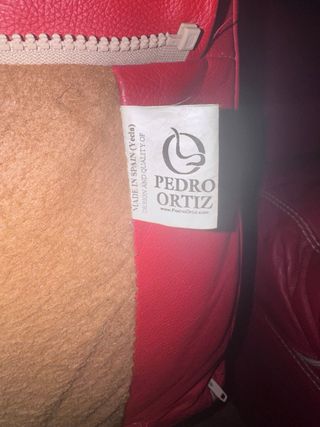 MADE IN SPAIN (Yecla)
DESIGN AND QUALITY OF
PEDRO
ORTIZ
www.PedroOrtiz.com